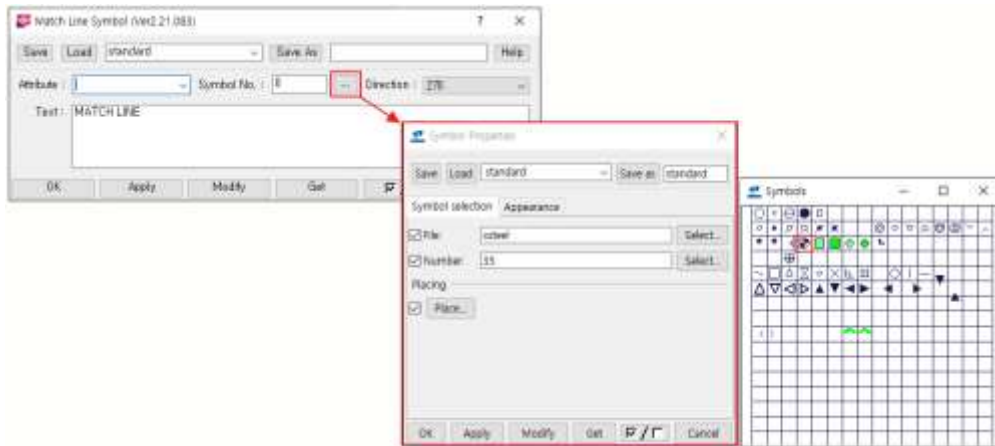 Match Line Symbol (Ver2.21.083)
? ×
Save Load standard Save As Help
Attribute : Symbol No. : 0 ... Direction :
Text : MATCH LINE
OK Apply Modify Get
Symbol Properties
Save Load standard Save as standard
Symbol selection Appearance
File: Select...
Number: Select...
Placing
Place...
OK Apply Modify Get Cancel
Symbols